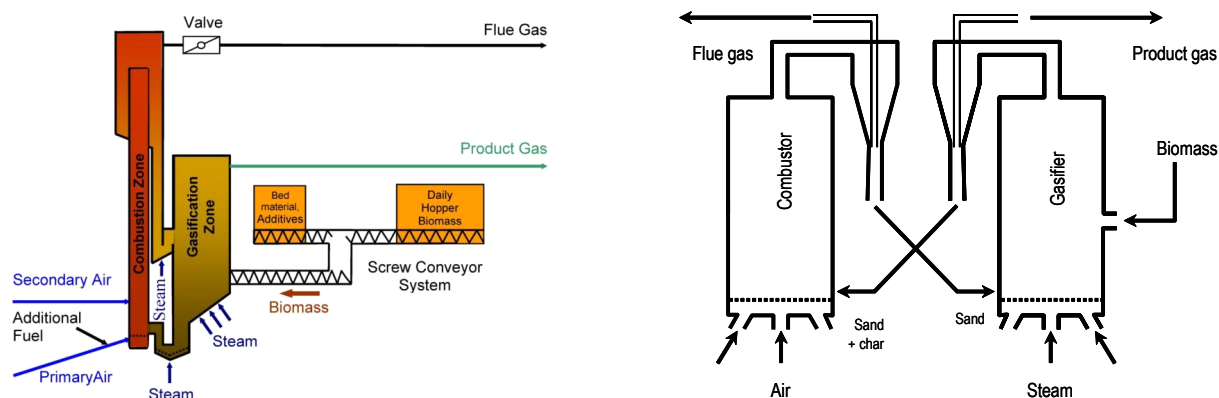 Valve
Flue Gas
Product Gas
Combustion Zone
Gasification
Zone
Bed
material,
Additives
Daily
Hopper
Biomass
Screw Conveyor
System
Biomass
Secondary Air
Steam
Additional
Fuel
Steam
PrimaryAir
Steam
Flue gas
Product gas
Combustor
Gasifier
Biomass
Sand
+ char
Sand
Air
Steam